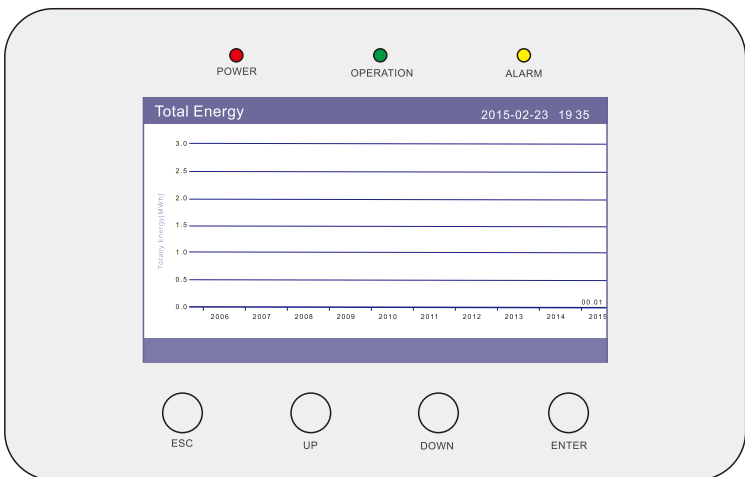 POWER OPERATION ALARM
Total Energy 2015-02-23 19 35
3.0
2.5
2.0
1.5
1.0
0.5
0.0
Totally Energy[MWh]
00.01
2006 2007 2008 2009 2010 2011 2012 2013 2014 2015
ESC UP DOWN ENTER